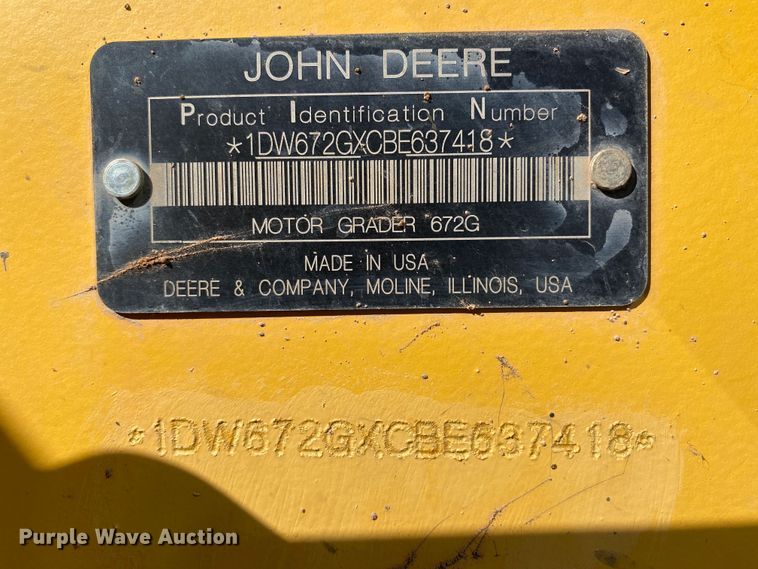 JOHN DEERE
Product Identification Number
*1DW672GXCBE637418*
MOTOR GRADER 672G
MADE IN USA
DEERE & COMPANY, MOLINE, ILLINOIS, USA
*1DW672GXCBE637418*
Purple Wave Auction®